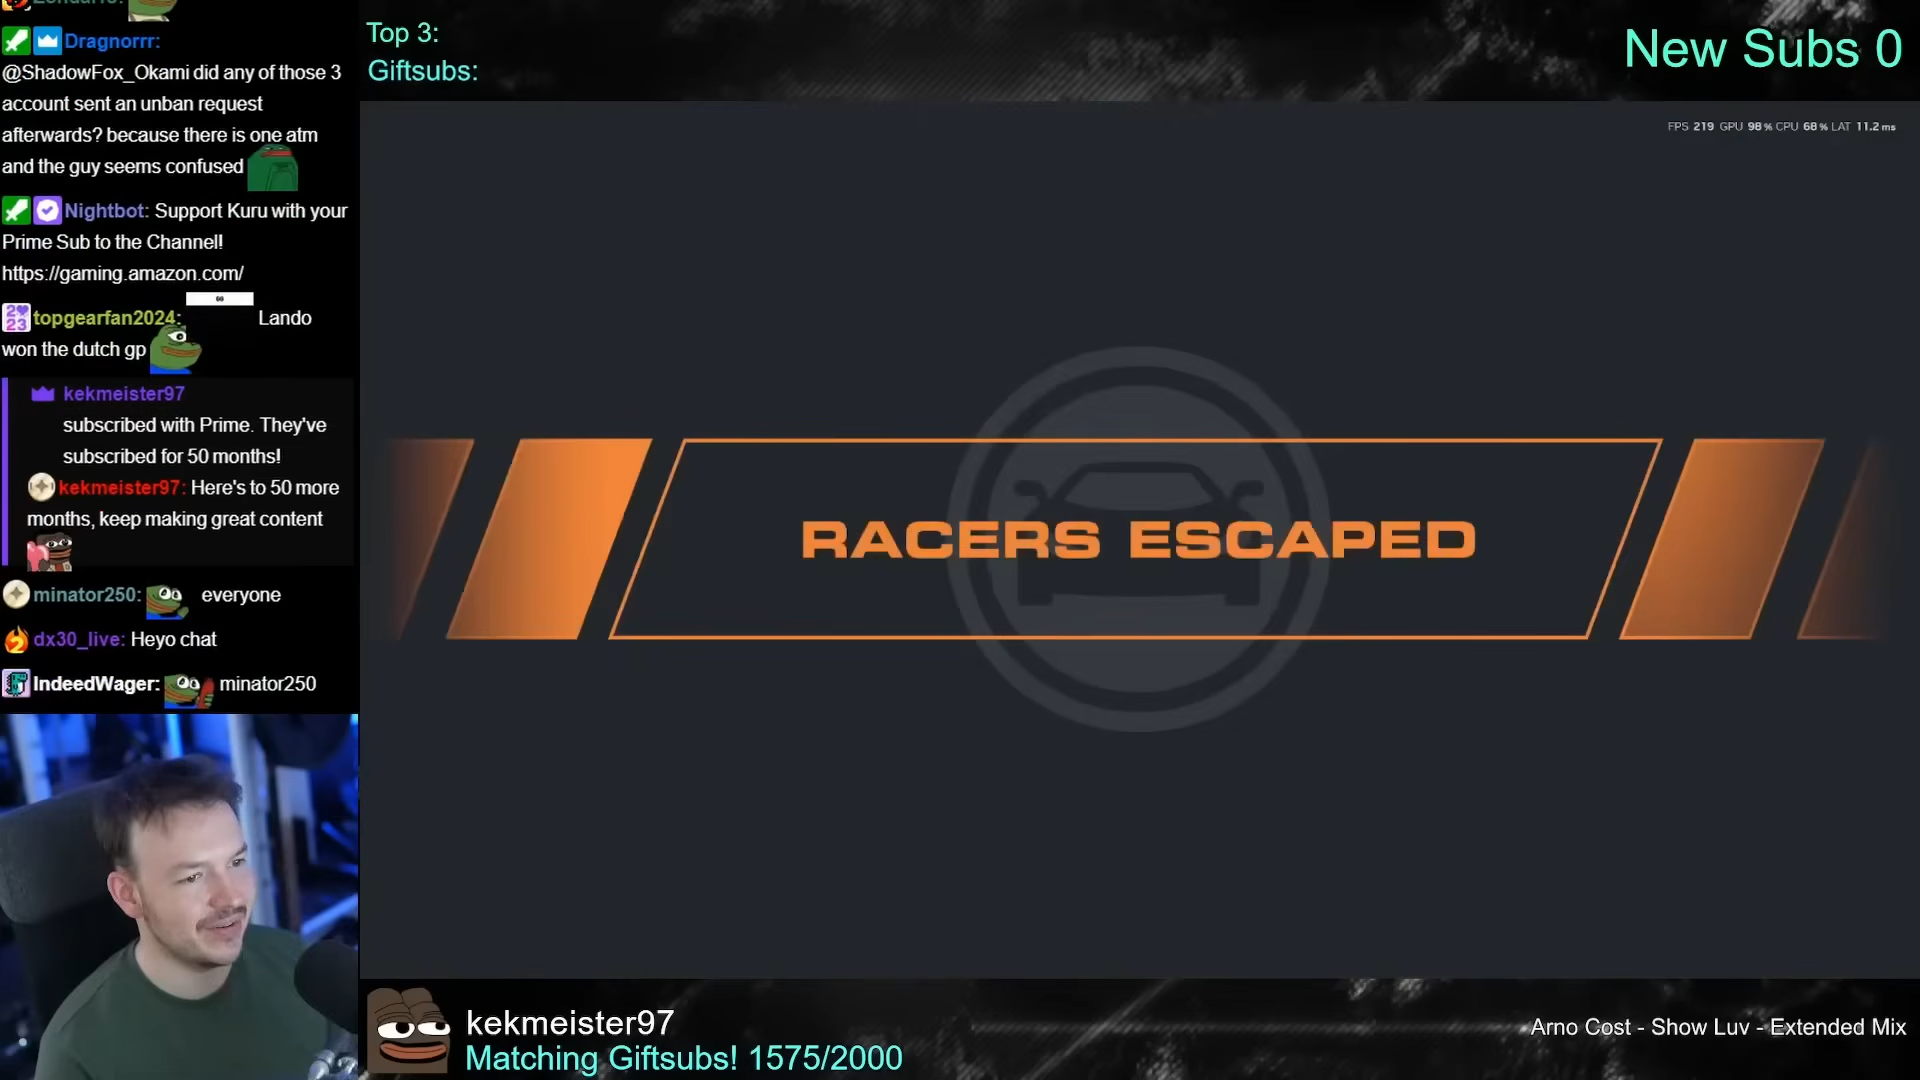 Dragnorrr:
@ShadowFox_Okami did any of those 3
account sent an unban request
afterwards? because there is one atm
and the guy seems confused
Nightbot: Support Kuru with your
Prime Sub to the Channel!
https://gaming.amazon.com/
topgearfan2024: Lando
won the dutch gp
kekmeister97
subscribed with Prime. They've
subscribed for 50 months!
kekmeister97: Here's to 50 more
months, keep making great content
minator250: everyone
dx30_live: Heyo chat
IndeedWager: minator250
Top 3:
Giftsubs:
New Subs 0
FPS 219 GPU 98 % CPU 68 % LAT 11.2 ms
RACERS ESCAPED
kekmeister97
Matching Giftsubs! 1575/2000
Arno Cost - Show Luv - Extended Mix